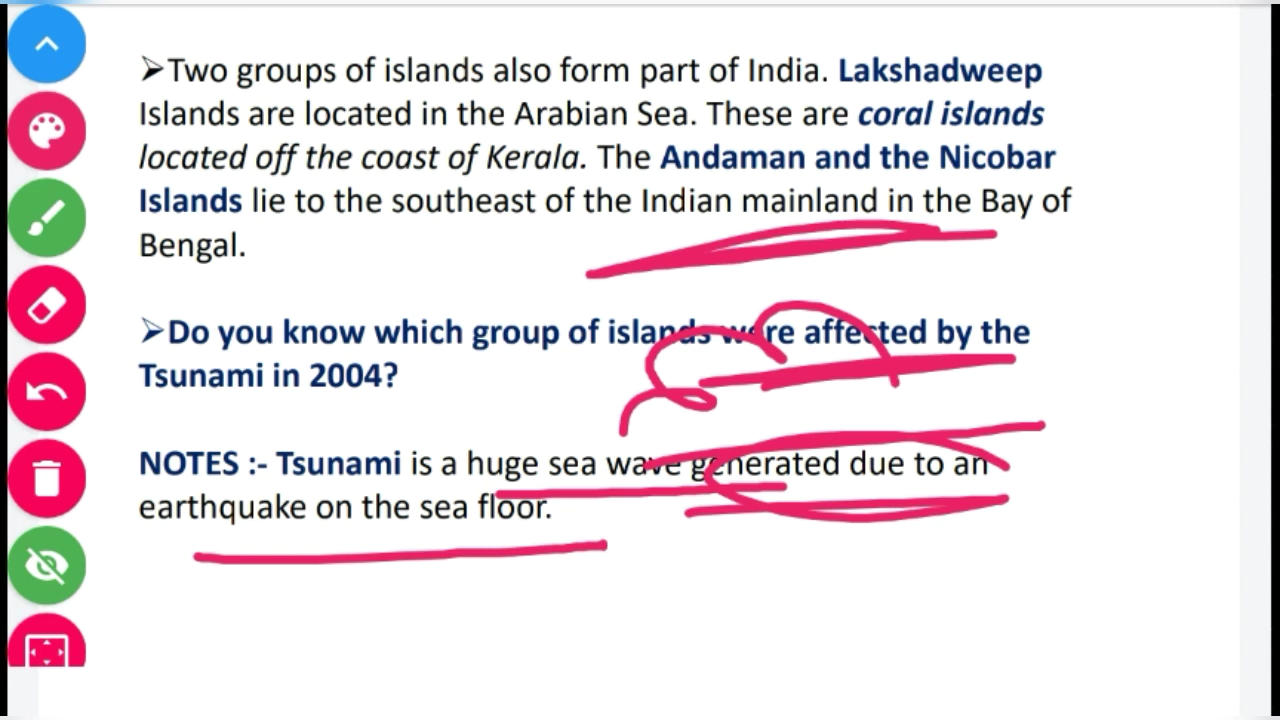 ➢Two groups of islands also form part of India. Lakshadweep
Islands are located in the Arabian Sea. These are coral islands
located off the coast of Kerala. The Andaman and the Nicobar
Islands lie to the southeast of the Indian mainland in the Bay of
Bengal.
➢Do you know which group of islands were affected by the
Tsunami in 2004?
NOTES :- Tsunami is a huge sea wave generated due to an
earthquake on the sea floor.